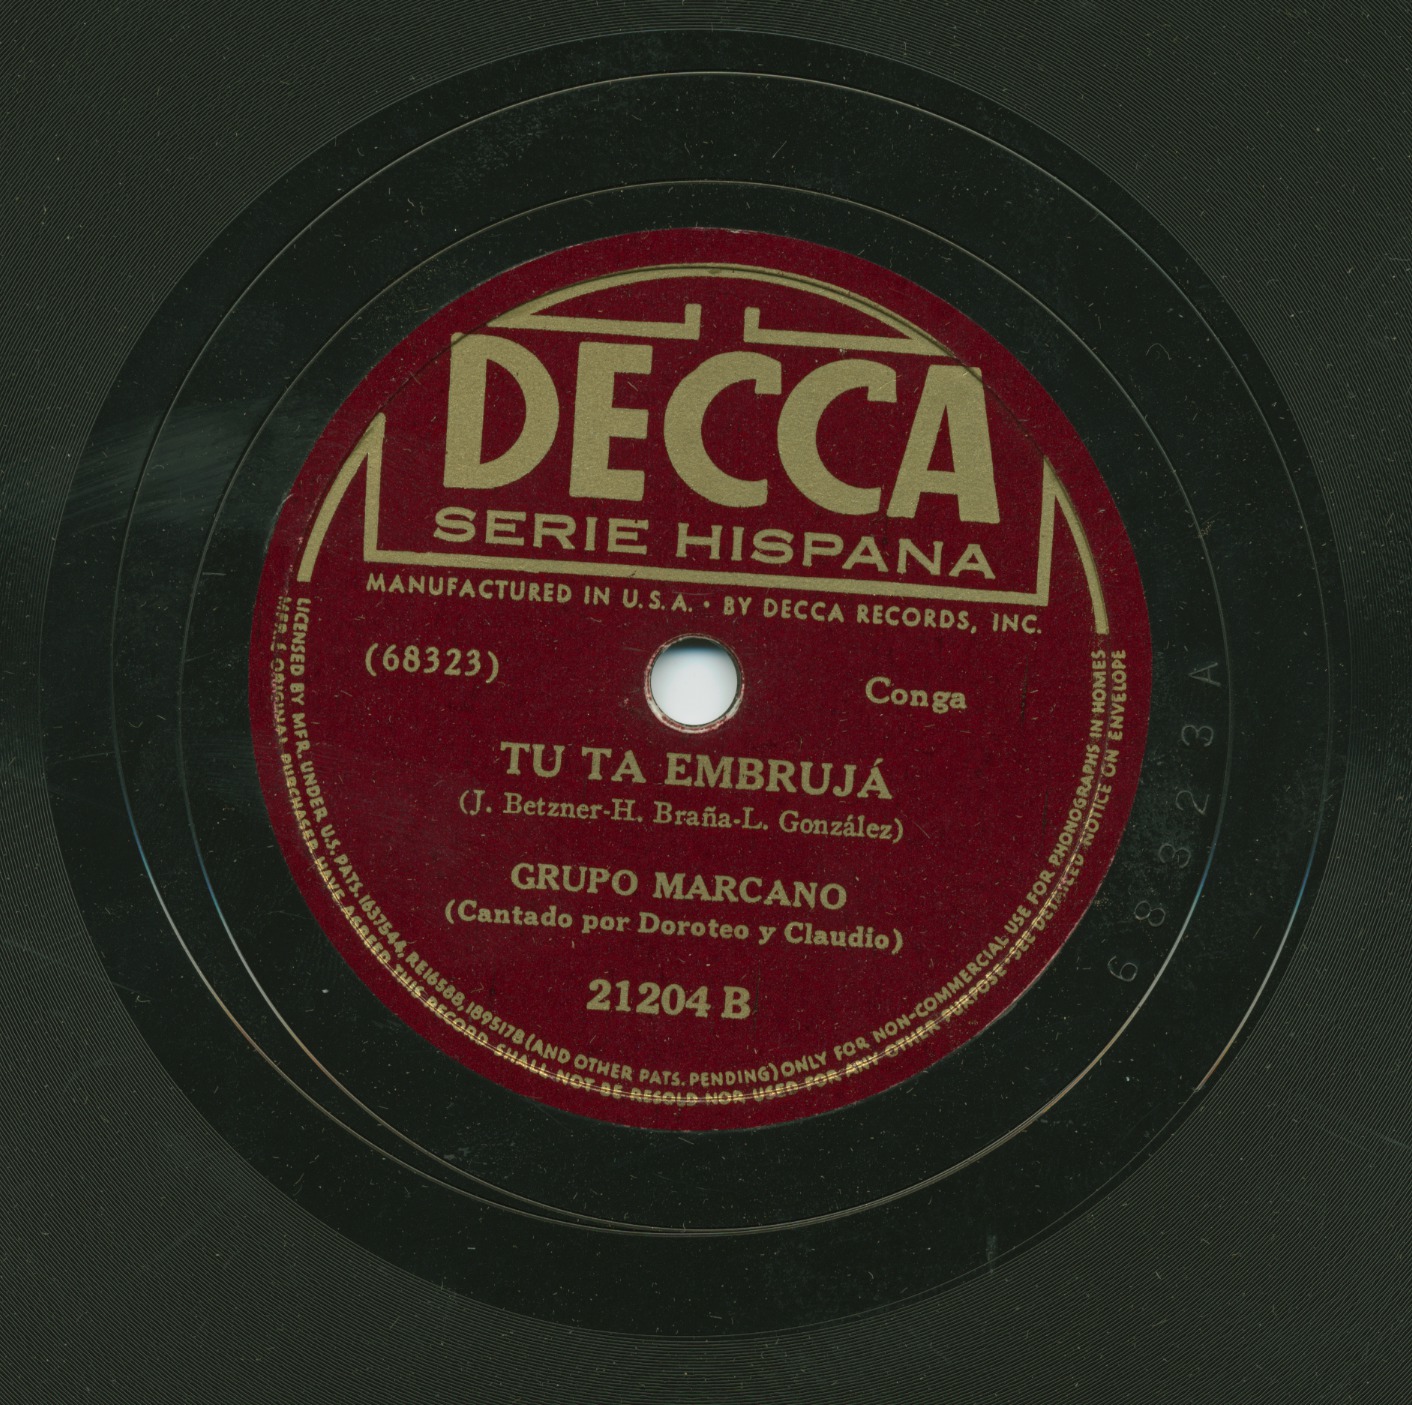 DECCA
SERIE HISPANA
MANUFACTURED IN U.S.A. • BY DECCA RECORDS, INC.
(68323)
Conga
TU TA EMBRUJÁ
(J. Betzner-H. Braña-L. González)
GRUPO MARCANO
(Cantado por Doroteo y Claudio)
21204 B
LICENSED BY MFR. UNDER U.S. PATS. 1637544, RE16588, 1895178 (AND OTHER PATS. PENDING) ONLY FOR NON-COMMERCIAL USE FOR PHONOGRAPHS IN HOMES
MFR. & ORIGINAL PURCHASER HAVE AGREED THIS RECORD SHALL NOT BE RESOLD NOR USED FOR ANY OTHER PURPOSE SEE DETAILED NOTICE ON ENVELOPE
68323 A